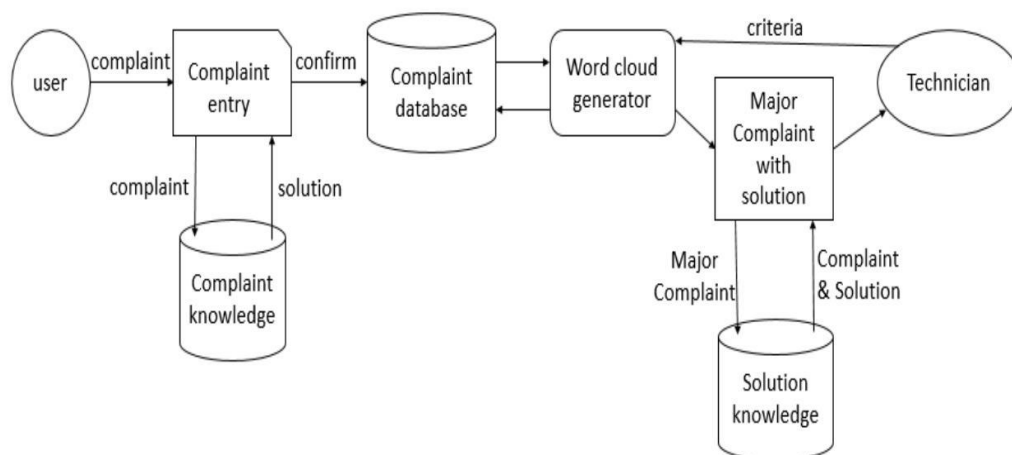 user
complaint
Complaint
entry
confirm
Complaint
database
Word cloud
generator
criteria
Technician
Major
Complaint
with
solution
complaint
solution
Complaint
knowledge
Major
Complaint
Complaint
& Solution
Solution
knowledge